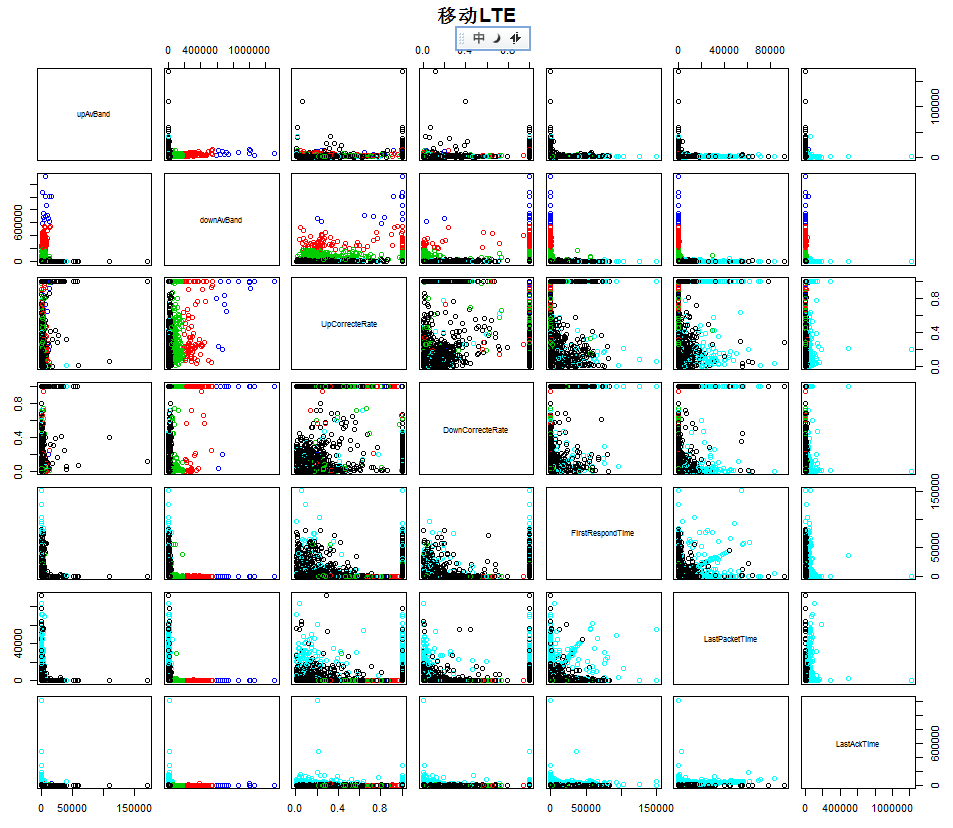 移动LTE
中
0 400000 1000000
0.0 0.4 0.8
0 40000 80000
upAvBand
0 100000
downAvBand
0 600000
UpCorrecteRate
0.0 0.4 0.8
DownCorrecteRate
0.0 0.4 0.8
FirstRespondTime
0 50000 150000
LastPacketTime
0 40000
LastAckTime
0 600000
0 50000 150000
0.0 0.4 0.8
0 50000 150000
0 400000 1000000